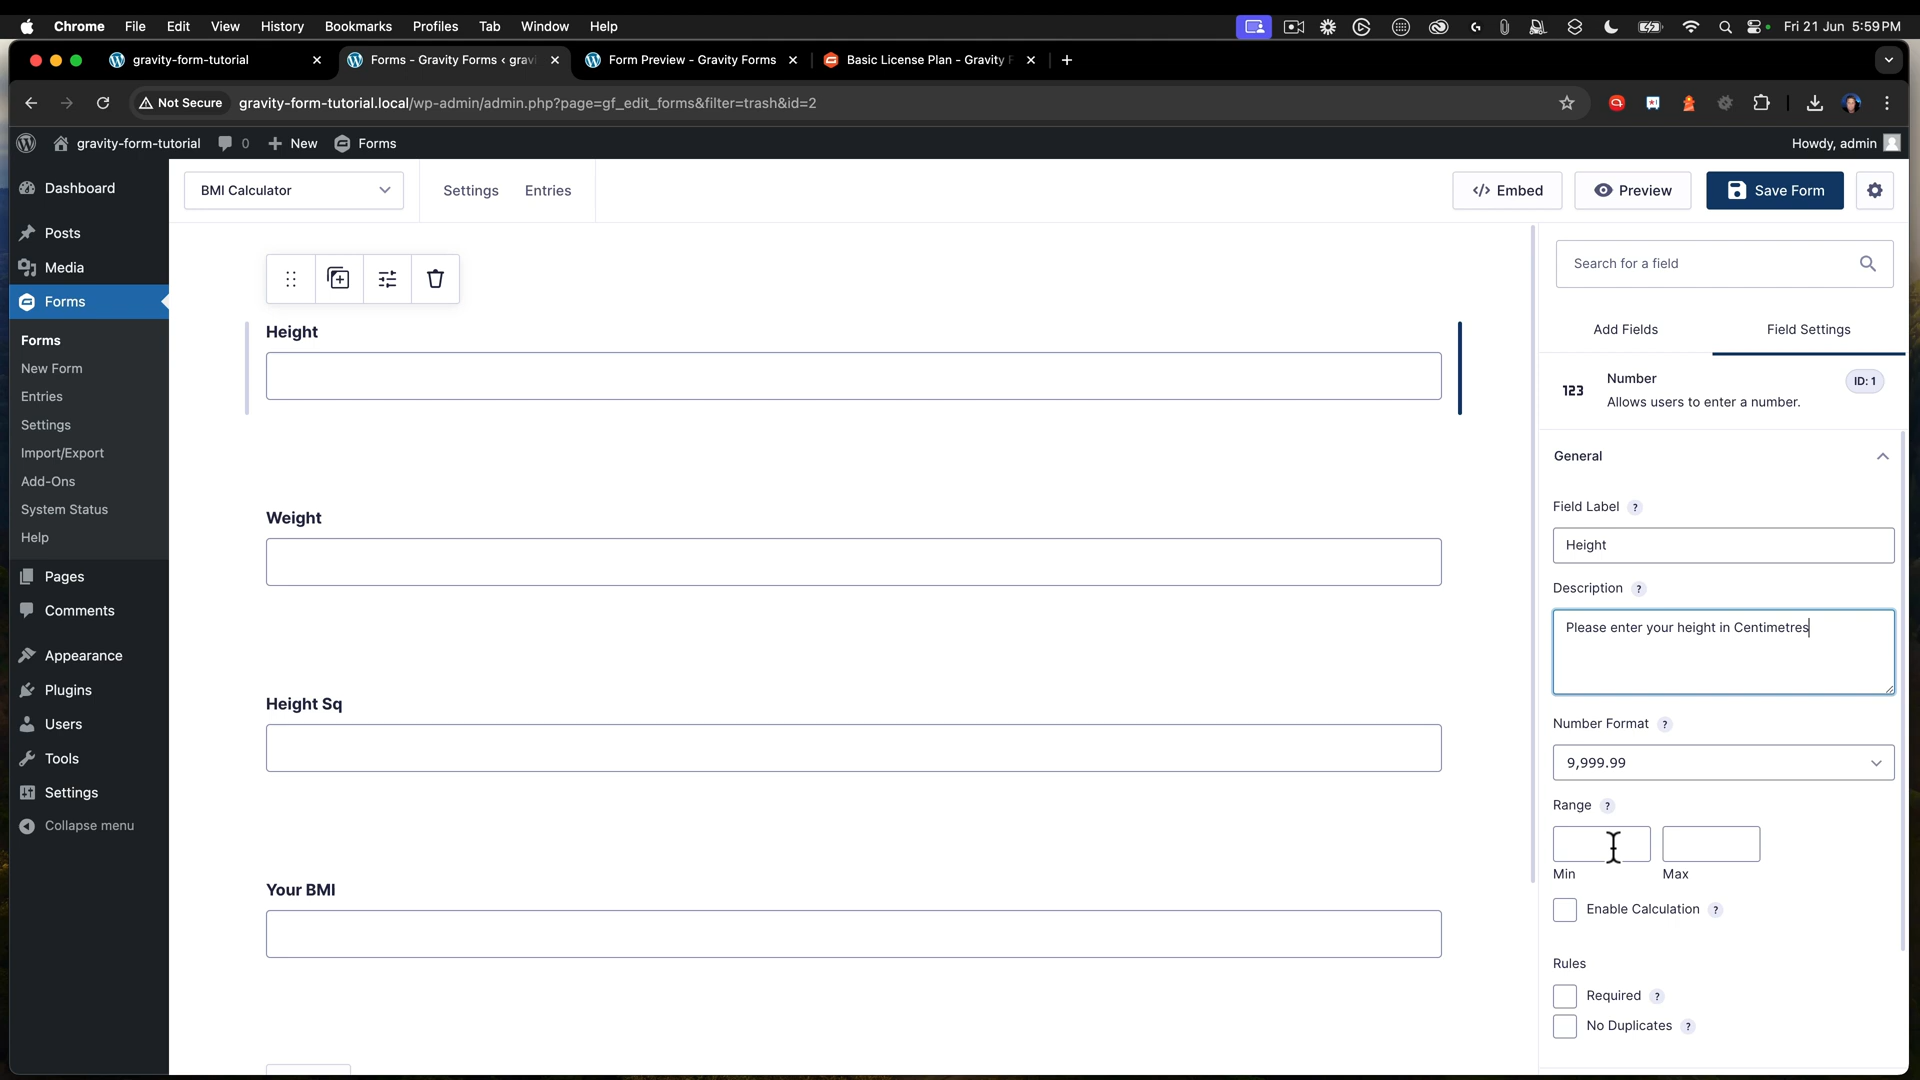 Chrome File Edit View History Bookmarks Profiles Tab Window Help Fri 21 Jun 5:59 PM
gravity-form-tutorial
Forms - Gravity Forms ‹ gravi
Form Preview - Gravity Forms
Basic License Plan - Gravity F
Not Secure gravity-form-tutorial.local/wp-admin/admin.php?page=gf_edit_forms&filter=trash&id=2
gravity-form-tutorial 0 New Forms Howdy, admin
Dashboard
Posts
Media
Forms
Forms
New Form
Entries
Settings
Import/Export
Add-Ons
System Status
Help
Pages
Comments
Appearance
Plugins
Users
Tools
Settings
Collapse menu
BMI Calculator Settings Entries </> Embed Preview Save Form
Height
Weight
Height Sq
Your BMI
Search for a field
Add Fields Field Settings
123 Number ID: 1
Allows users to enter a number.
General
Field Label ?
Height
Description ?
Please enter your height in Centimetres
Number Format ?
9,999.99
Range ?
Min Max
Enable Calculation ?
Rules
Required ?
No Duplicates ?